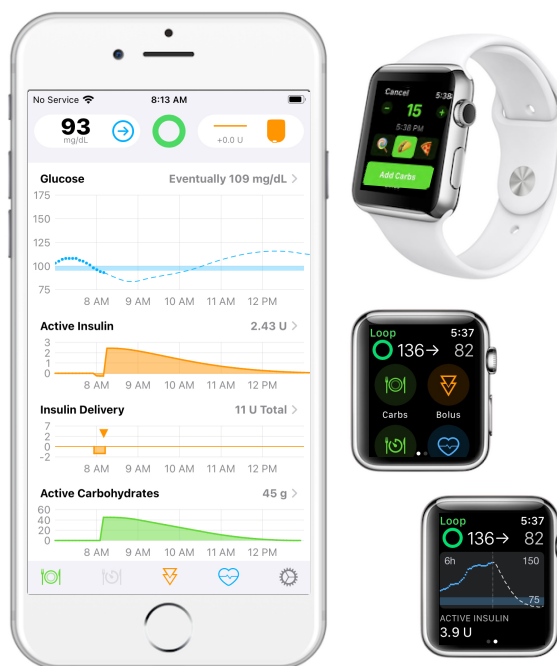 No Service 8:13 AM
93
mg/dL
+0.0 U
Glucose Eventually 109 mg/dL >
175
150
125
100
75
8 AM 9 AM 10 AM 11 AM 12 PM
Active Insulin 2.43 U >
3
2
1
0
8 AM 9 AM 10 AM 11 AM 12 PM
Insulin Delivery 11 U Total >
7
2
0
-2
8 AM 9 AM 10 AM 11 AM 12 PM
Active Carbohydrates 45 g >
60
40
20
0
8 AM 9 AM 10 AM 11 AM 12 PM
Cancel 5:38
- 15 +
5:38 PM
Add Carbs
Loop 5:37
136→ 82
Carbs Bolus
Loop 5:37
136→ 82
6h 150
75
ACTIVE INSULIN
3.9 U